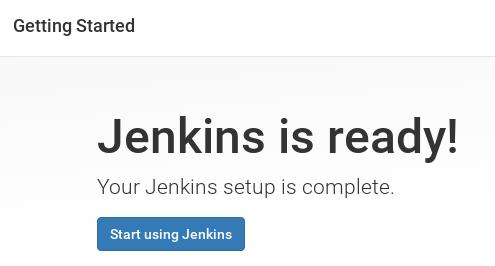 Getting Started
Jenkins is ready!
Your Jenkins setup is complete.
Start using Jenkins